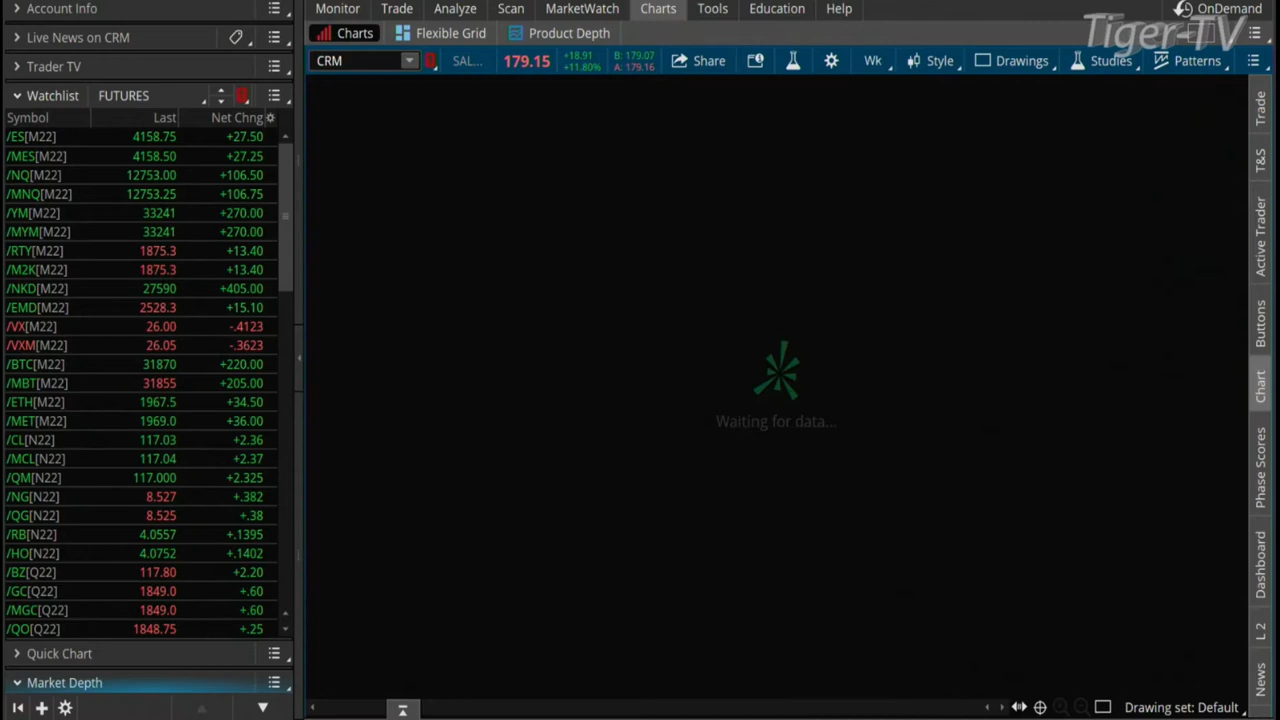 Account Info
Live News on CRM
Trader TV
Watchlist FUTURES
Symbol Last Net Chng
/ES[M22] 4158.75 +27.50
/MES[M22] 4158.50 +27.25
/NQ[M22] 12753.00 +106.50
/MNQ[M22] 12753.25 +106.75
/YM[M22] 33241 +270.00
/MYM[M22] 33241 +270.00
/RTY[M22] 1875.3 +13.40
/M2K[M22] 1875.3 +13.40
/NKD[M22] 27590 +405.00
/EMD[M22] 2528.3 +15.10
/VX[M22] 26.00 -.4123
/VXM[M22] 26.05 -.3623
/BTC[M22] 31870 +220.00
/MBT[M22] 31855 +205.00
/ETH[M22] 1967.5 +34.50
/MET[M22] 1969.0 +36.00
/CL[N22] 117.03 +2.36
/MCL[N22] 117.04 +2.37
/QM[N22] 117.000 +2.325
/NG[N22] 8.527 +.382
/QG[N22] 8.525 +.38
/RB[N22] 4.0557 +.1395
/HO[N22] 4.0752 +.1402
/BZ[Q22] 117.80 +2.20
/GC[Q22] 1849.0 +.60
/MGC[Q22] 1849.0 +.60
/QO[Q22] 1848.75 +.25
Quick Chart
Market Depth
Monitor Trade Analyze Scan MarketWatch Charts Tools Education Help OnDemand
Tiger-TV
Charts Flexible Grid Product Depth
CRM SAL... 179.15 +18.91 B: 179.07 Share Wk Style Drawings Studies Patterns
+11.80% A: 179.16
Waiting for data...
Trade
T&S
Active Trader
Buttons
Chart
Phase Scores
Dashboard
L 2
News
Drawing set: Default